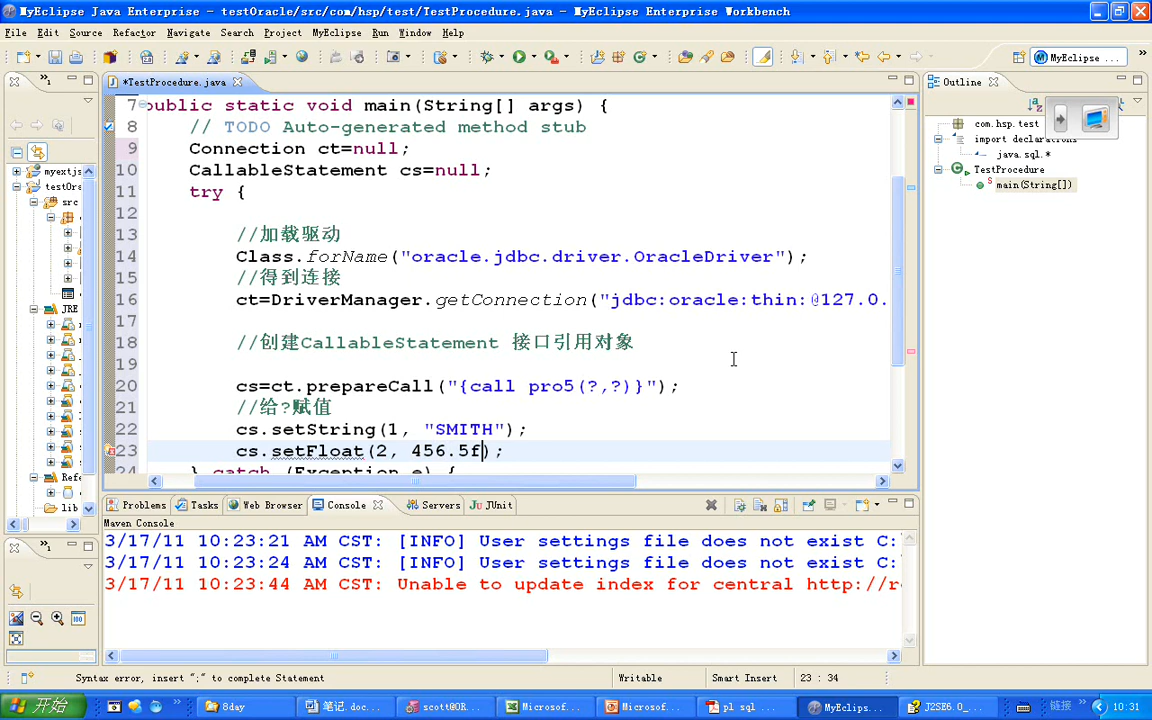 MyEclipse Java Enterprise - testOracle/src/com/hsp/test/TestProcedure.java - MyEclipse Enterprise Workbench
File Edit Source Refactor Navigate Search Project MyEclipse Run Window Help
MyEclipse ...
*TestProcedure.java
Outline
7 public static void main(String[] args) {
8 // TODO Auto-generated method stub
9 Connection ct=null;
10 CallableStatement cs=null;
11 try {
12
13 //加载驱动
14 Class.forName("oracle.jdbc.driver.OracleDriver");
15 //得到连接
16 ct=DriverManager.getConnection("jdbc:oracle:thin:@127.0.
17
18 //创建CallableStatement 接口引用对象
19
20 cs=ct.prepareCall("{call pro5(?,?)}");
21 //给?赋值
22 cs.setString(1, "SMITH");
23 cs.setFloat(2, 456.5f);
24 } catch (Exception e) {
myextjs
testOra
src
JRE
Refe
lib
com.hsp.test
import declarations
java.sql.*
TestProcedure
main(String[])
Problems Tasks Web Browser Console Servers JUnit
Maven Console
3/17/11 10:23:21 AM CST: [INFO] User settings file does not exist C:
3/17/11 10:23:24 AM CST: [INFO] User settings file does not exist C:
3/17/11 10:23:44 AM CST: Unable to update index for central http://r
Syntax error, insert ";" to complete Statement Writable Smart Insert 23 : 34
开始 8day 笔记.doc... scott@OR... Microsof... Microsof... pl sql ... MyEclips... J2SE6.0_... 链接 10:31